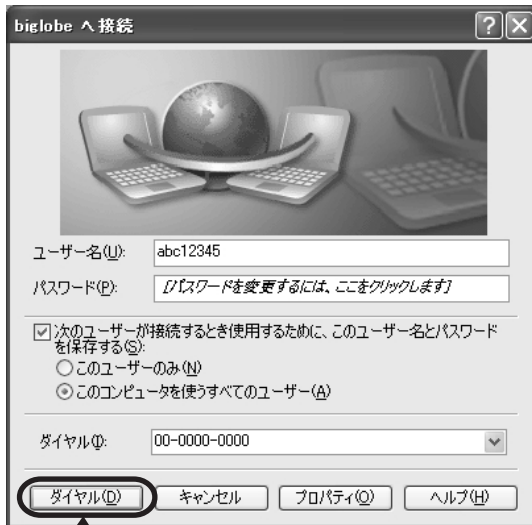 biglobe へ接続
ユーザー名(U): abc12345
パスワード(P): [パスワードを変更するには、ここをクリックします]
次のユーザーが接続するとき使用するために、このユーザー名とパスワード
を保存する(S):
このユーザーのみ(N)
このコンピュータを使うすべてのユーザー(A)
ダイヤル(I): 00-0000-0000
ダイヤル(D) キャンセル プロパティ(O) ヘルプ(H)